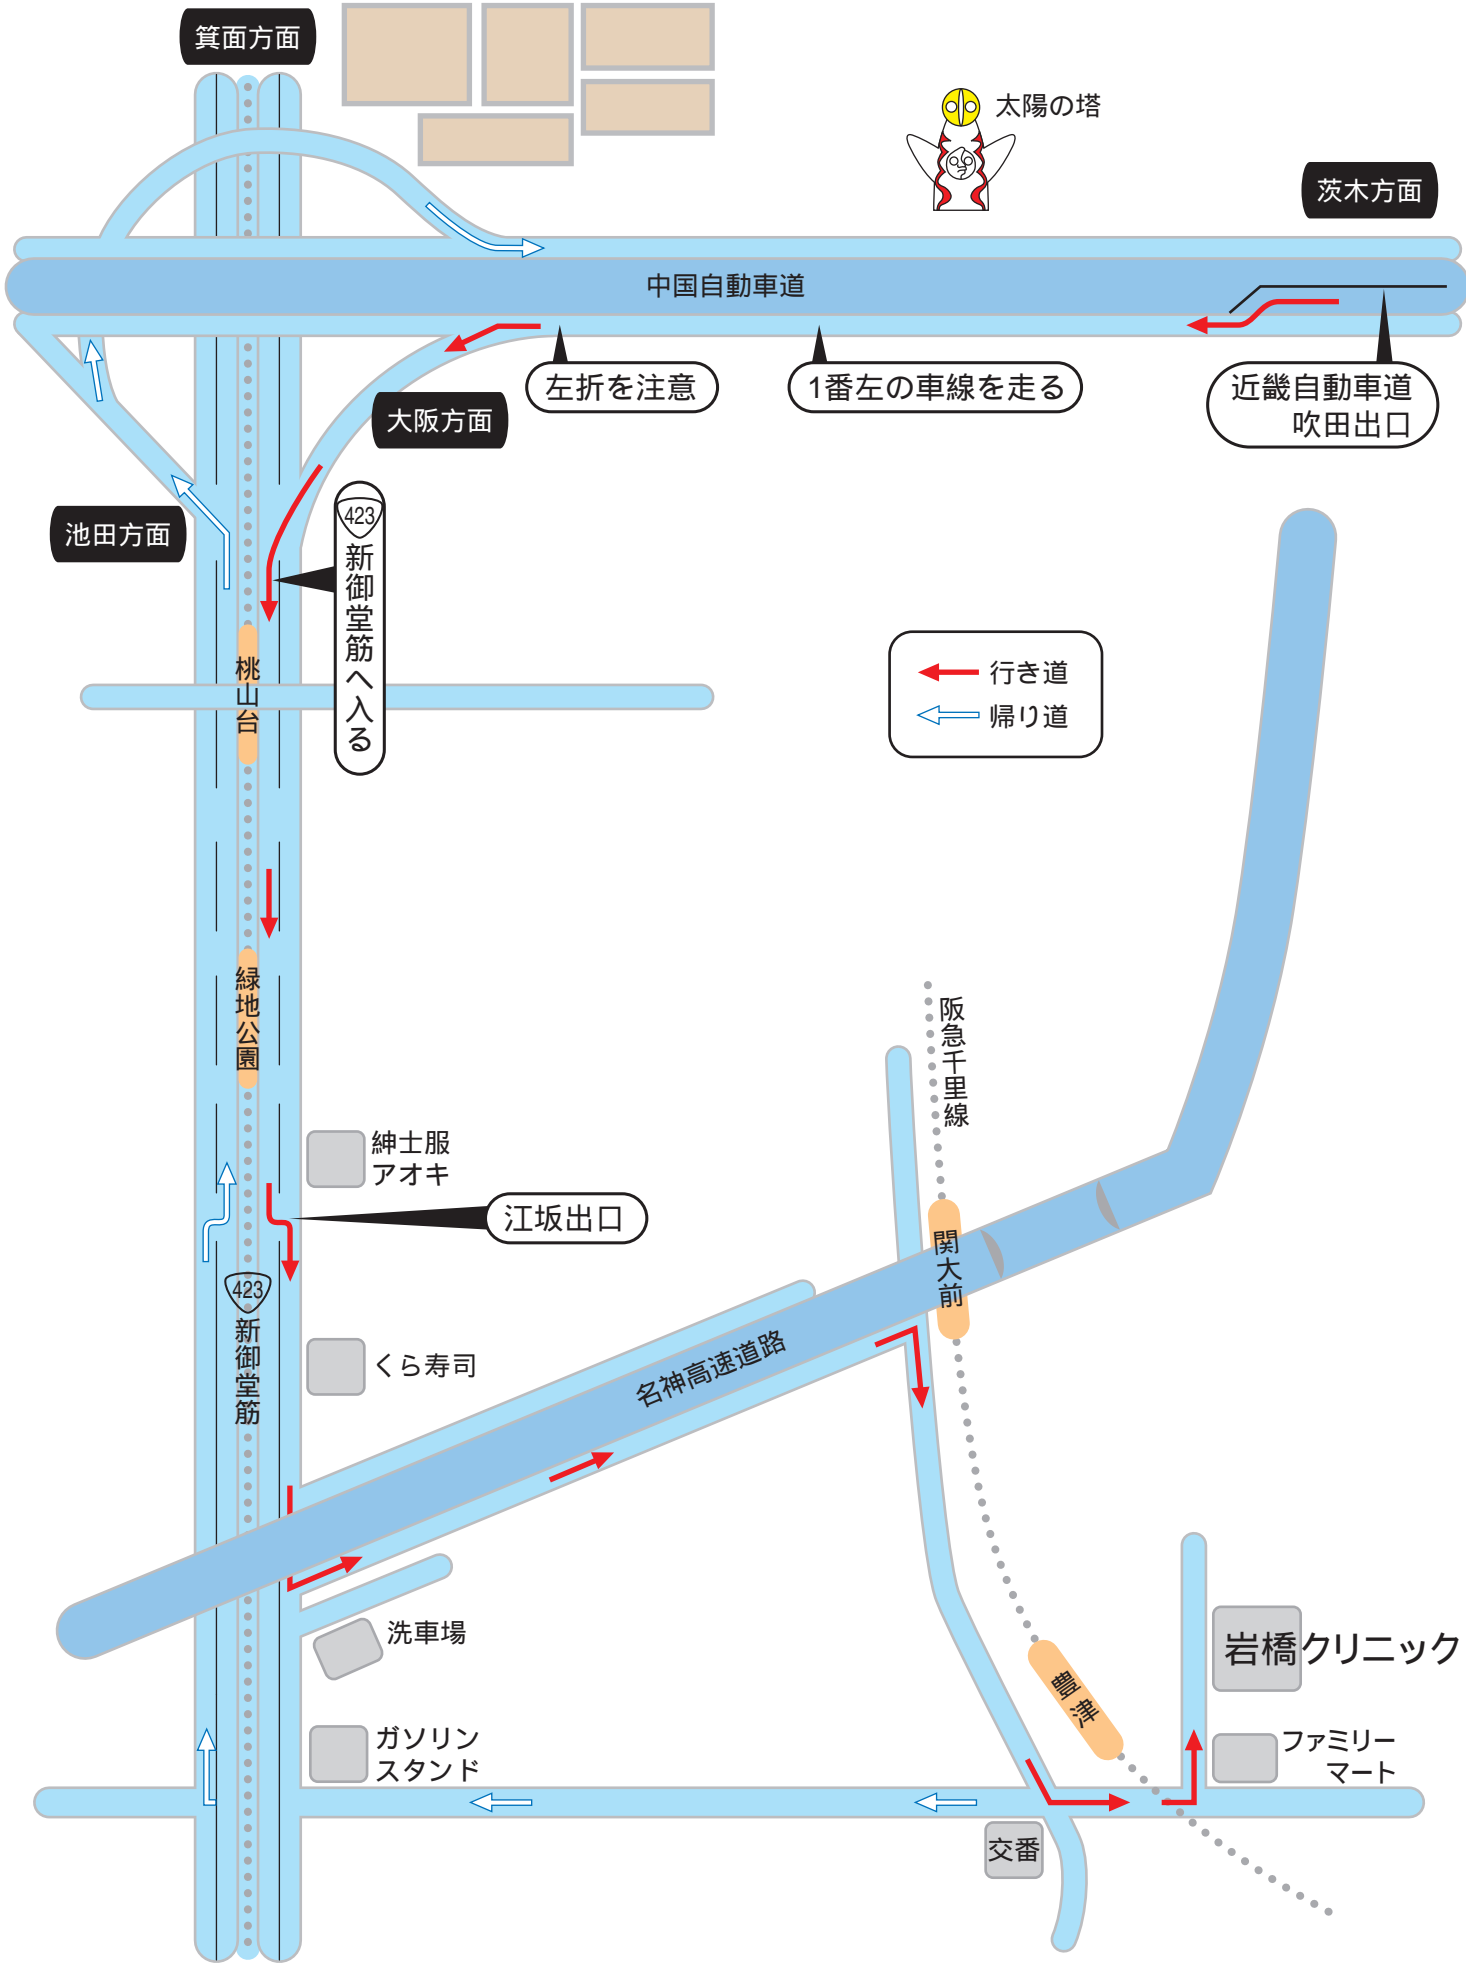 箕面方面
太陽の塔
茨木方面
中国自動車道
左折を注意
1番左の車線を走る
近畿自動車道
吹田出口
大阪方面
池田方面
423
新御堂筋へ入る
桃山台
行き道
帰り道
緑地公園
阪急千里線
紳士服
アオキ
江坂出口
関大前
423
新御堂筋
くら寿司
名神高速道路
洗車場
岩橋クリニック
豊津
ガソリン
スタンド
ファミリー
マート
交番